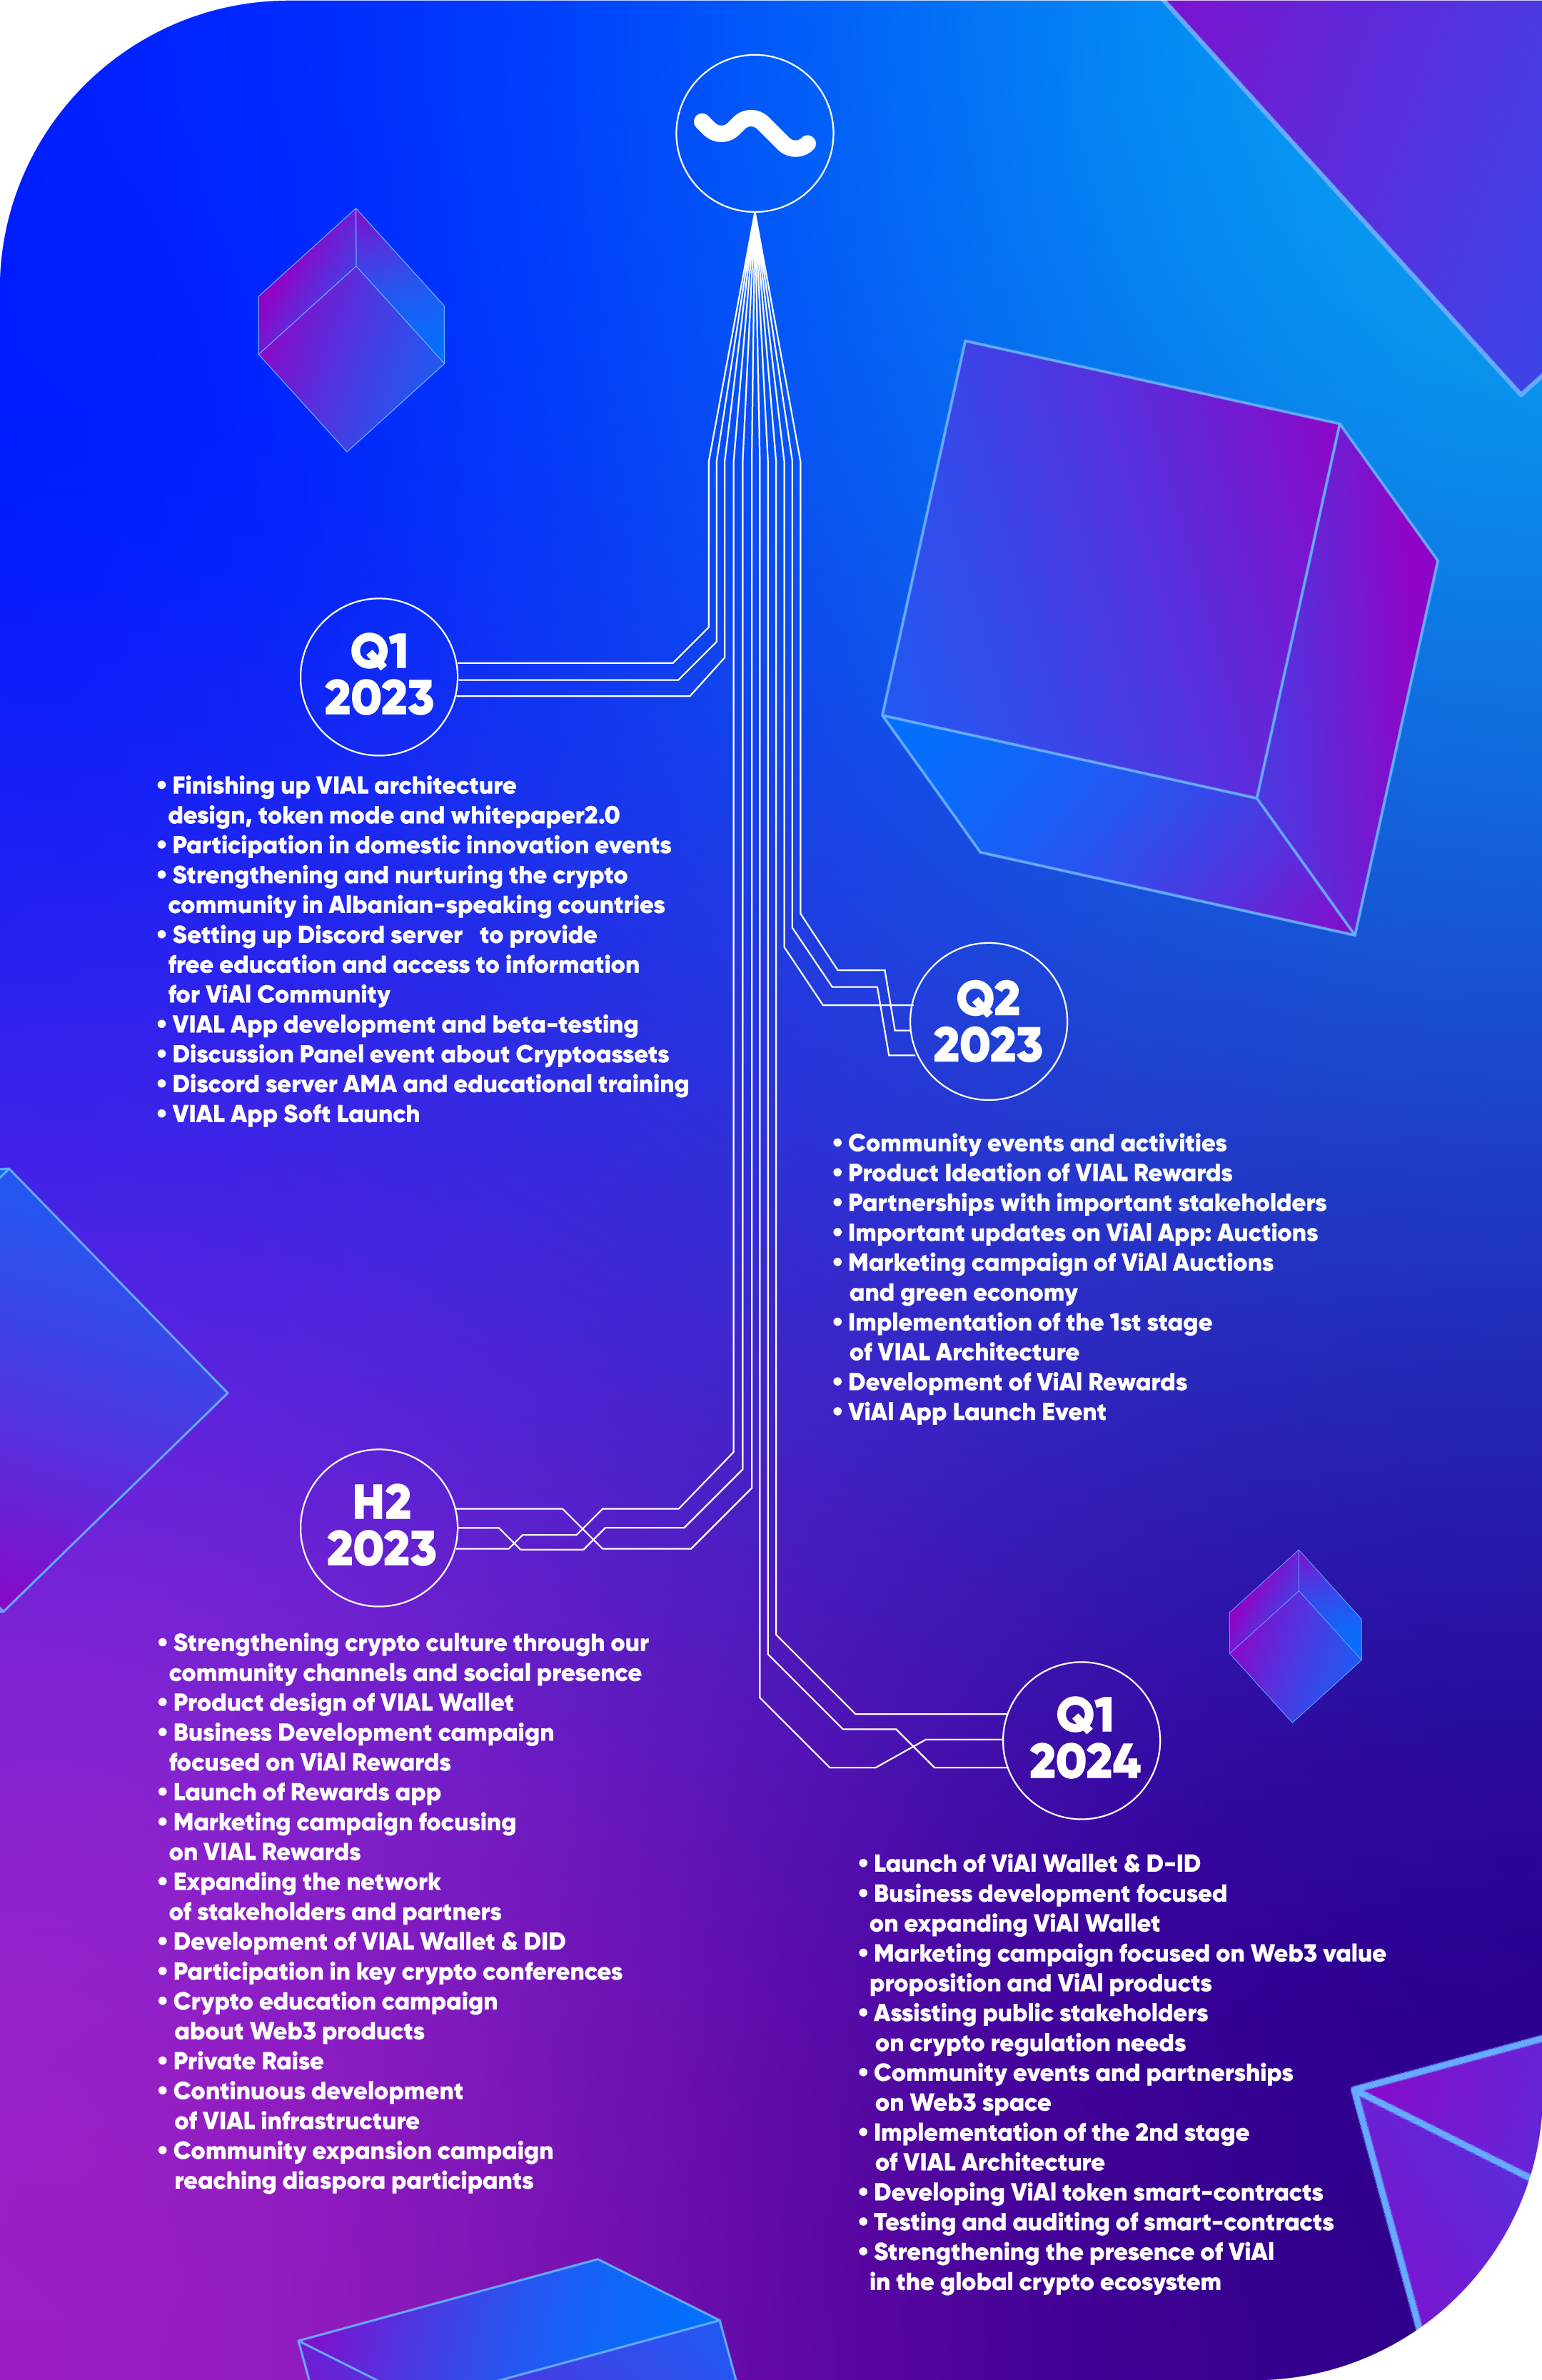 Q1
2023
• Finishing up VIAL architecture
design, token mode and whitepaper2.0
• Participation in domestic innovation events
• Strengthening and nurturing the crypto
community in Albanian-speaking countries
• Setting up Discord server to provide
free education and access to information
for ViAl Community
• VIAL App development and beta-testing
• Discussion Panel event about Cryptoassets
• Discord server AMA and educational training
• VIAL App Soft Launch
Q2
2023
• Community events and activities
• Product Ideation of VIAL Rewards
• Partnerships with important stakeholders
• Important updates on ViAl App: Auctions
• Marketing campaign of ViAl Auctions
and green economy
• Implementation of the 1st stage
of VIAL Architecture
• Development of ViAl Rewards
• ViAl App Launch Event
H2
2023
• Strengthening crypto culture through our
community channels and social presence
• Product design of VIAL Wallet
• Business Development campaign
focused on ViAl Rewards
• Launch of Rewards app
• Marketing campaign focusing
on VIAL Rewards
• Expanding the network
of stakeholders and partners
• Development of VIAL Wallet & DID
• Participation in key crypto conferences
• Crypto education campaign
about Web3 products
• Private Raise
• Continuous development
of VIAL infrastructure
• Community expansion campaign
reaching diaspora participants
Q1
2024
• Launch of ViAl Wallet & D-ID
• Business development focused
on expanding ViAl Wallet
• Marketing campaign focused on Web3 value
proposition and ViAl products
• Assisting public stakeholders
on crypto regulation needs
• Community events and partnerships
on Web3 space
• Implementation of the 2nd stage
of VIAL Architecture
• Developing ViAl token smart-contracts
• Testing and auditing of smart-contracts
• Strengthening the presence of ViAl
in the global crypto ecosystem